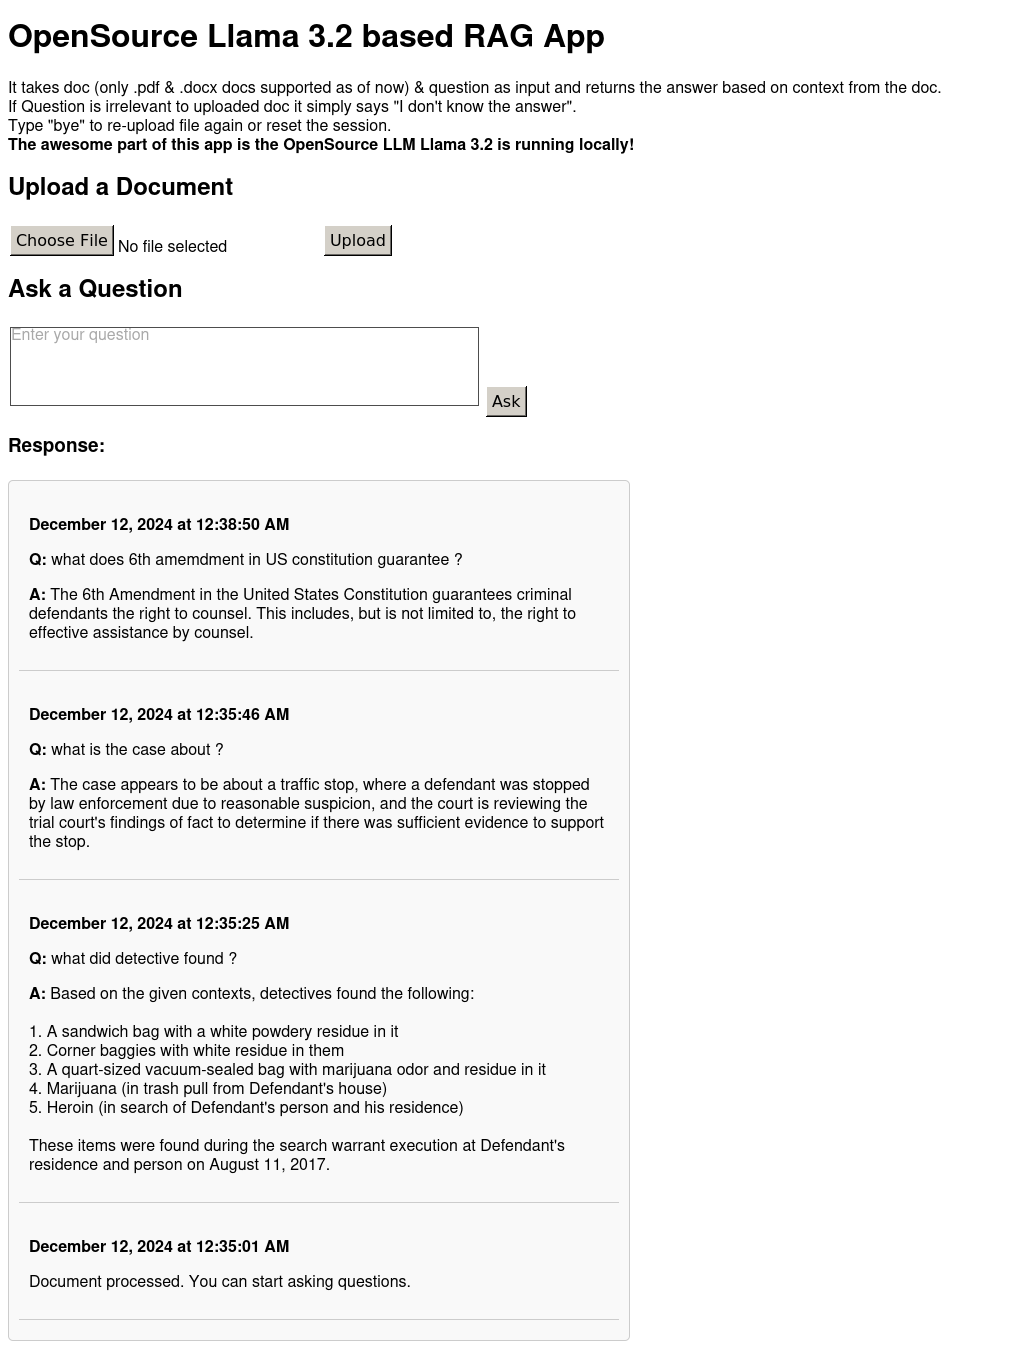 OpenSource Llama 3.2 based RAG App
It takes doc (only .pdf & .docx docs supported as of now) & question as input and returns the answer based on context from the doc.
If Question is irrelevant to uploaded doc it simply says "I don't know the answer".
Type "bye" to re-upload file again or reset the session.
The awesome part of this app is the OpenSource LLM Llama 3.2 is running locally!
Upload a Document
Choose File No file selected Upload
Ask a Question
Enter your question
Ask
Response:
December 12, 2024 at 12:38:50 AM
Q: what does 6th amemdment in US constitution guarantee ?
A: The 6th Amendment in the United States Constitution guarantees criminal
defendants the right to counsel. This includes, but is not limited to, the right to
effective assistance by counsel.
December 12, 2024 at 12:35:46 AM
Q: what is the case about ?
A: The case appears to be about a traffic stop, where a defendant was stopped
by law enforcement due to reasonable suspicion, and the court is reviewing the
trial court's findings of fact to determine if there was sufficient evidence to support
the stop.
December 12, 2024 at 12:35:25 AM
Q: what did detective found ?
A: Based on the given contexts, detectives found the following:
1. A sandwich bag with a white powdery residue in it
2. Corner baggies with white residue in them
3. A quart-sized vacuum-sealed bag with marijuana odor and residue in it
4. Marijuana (in trash pull from Defendant's house)
5. Heroin (in search of Defendant's person and his residence)
These items were found during the search warrant execution at Defendant's
residence and person on August 11, 2017.
December 12, 2024 at 12:35:01 AM
Document processed. You can start asking questions.